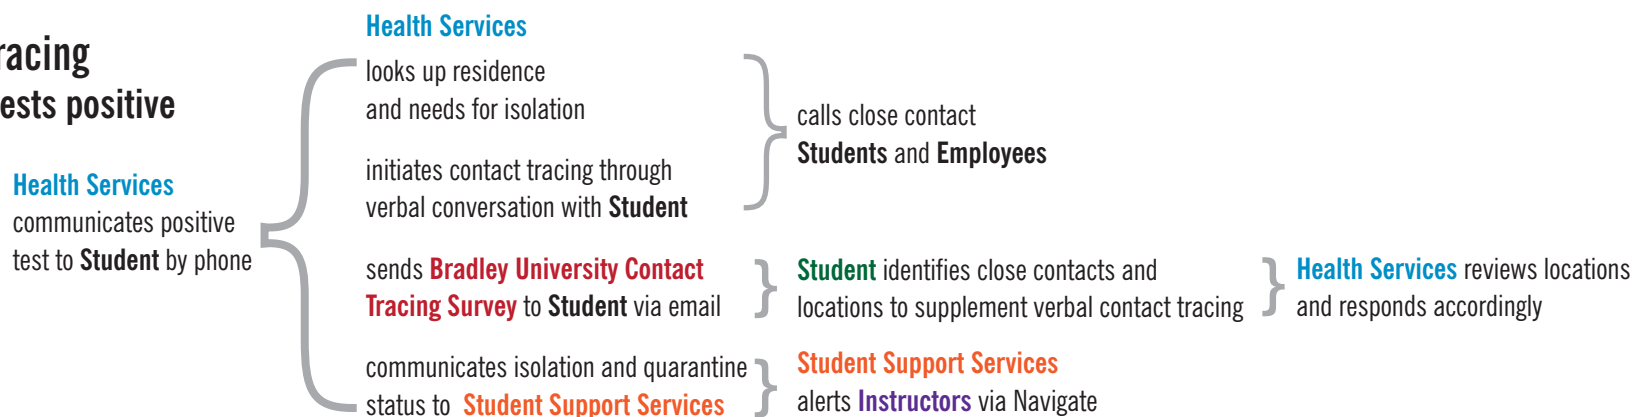 racing
ests positive
Health Services
communicates positive
test to Student by phone
Health Services
looks up residence
and needs for isolation
initiates contact tracing through
verbal conversation with Student
calls close contact
Students and Employees
sends Bradley University Contact
Tracing Survey to Student via email
Student identifies close contacts and
locations to supplement verbal contact tracing
Health Services reviews locations
and responds accordingly
communicates isolation and quarantine
status to Student Support Services
Student Support Services
alerts Instructors via Navigate